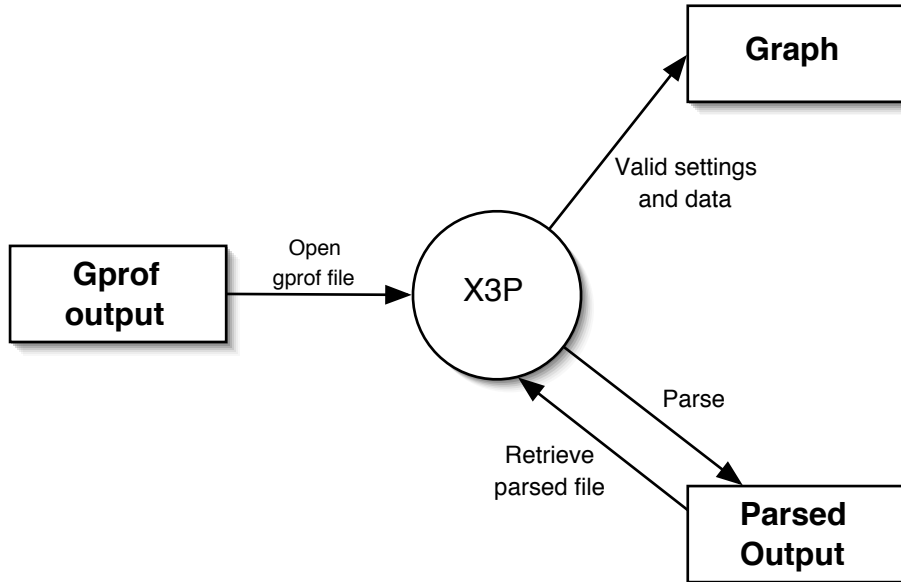 Graph
Valid settings
and data
Open
gprof file
Gprof
output
X3P
Parse
Retrieve
parsed file
Parsed
Output